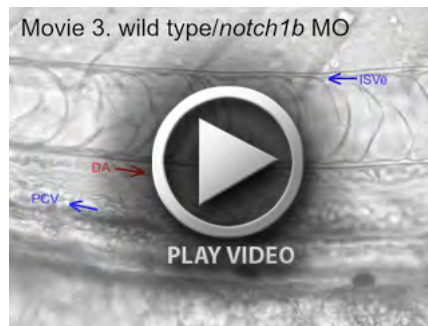 Movie 3. wild type/notch1b MO
ISVe
DA
PCV
PLAY VIDEO